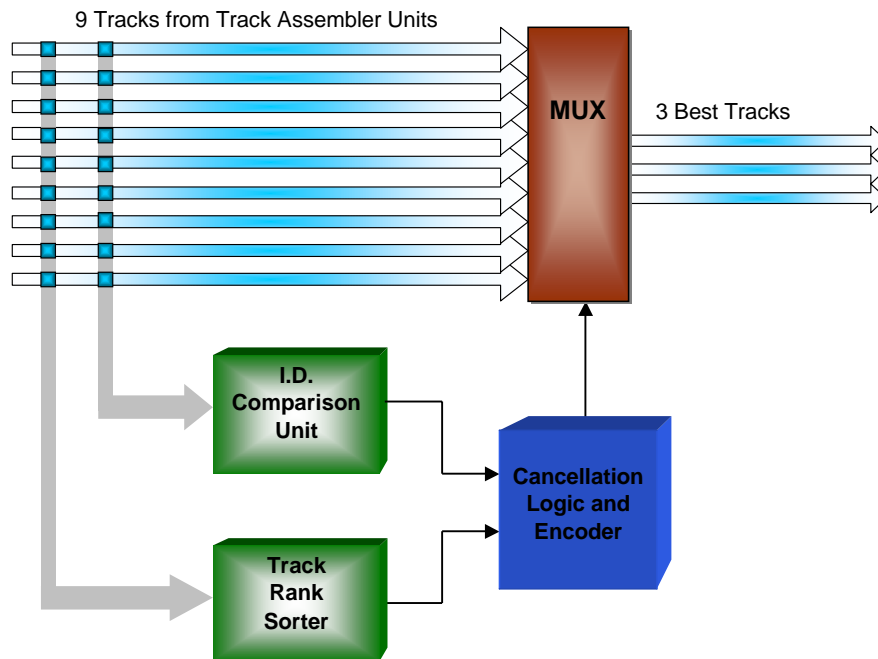 9 Tracks from Track Assembler Units
MUX
3 Best Tracks
I.D.
Comparison
Unit
Cancellation
Logic and
Encoder
Track
Rank
Sorter